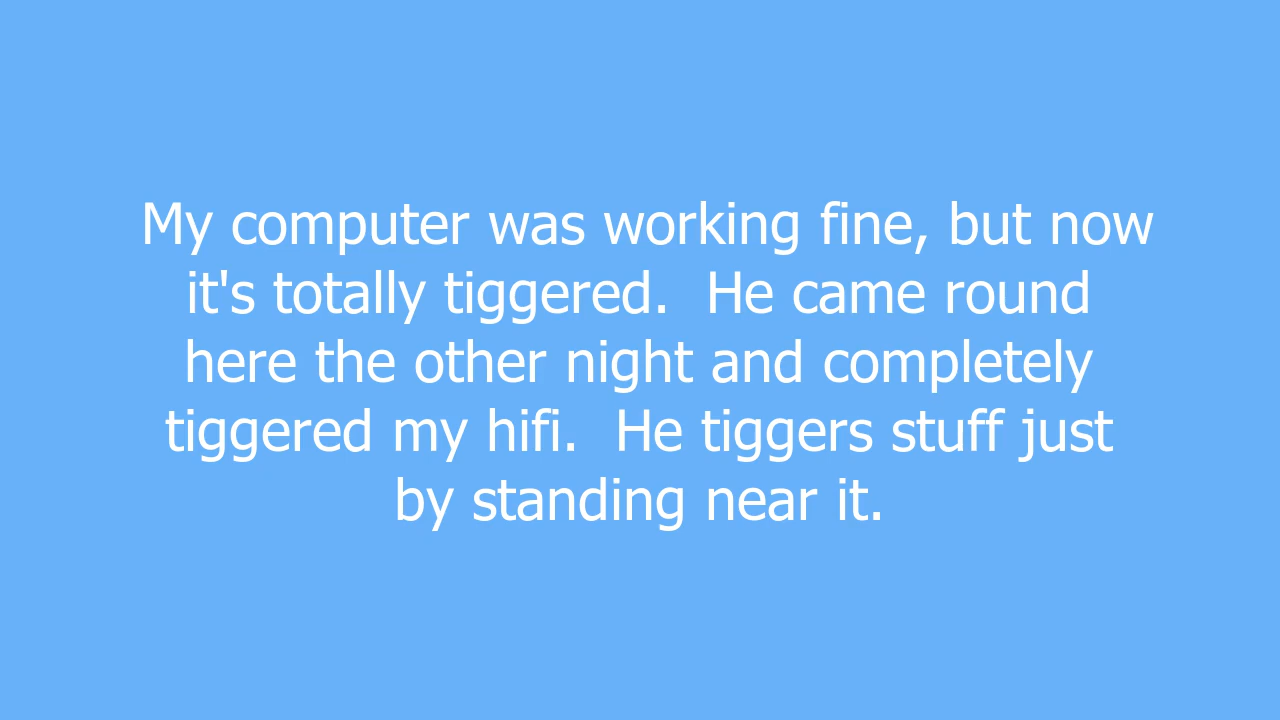 My computer was working fine, but now
it's totally tiggered.  He came round
here the other night and completely
tiggered my hifi.  He tiggers stuff just
by standing near it.